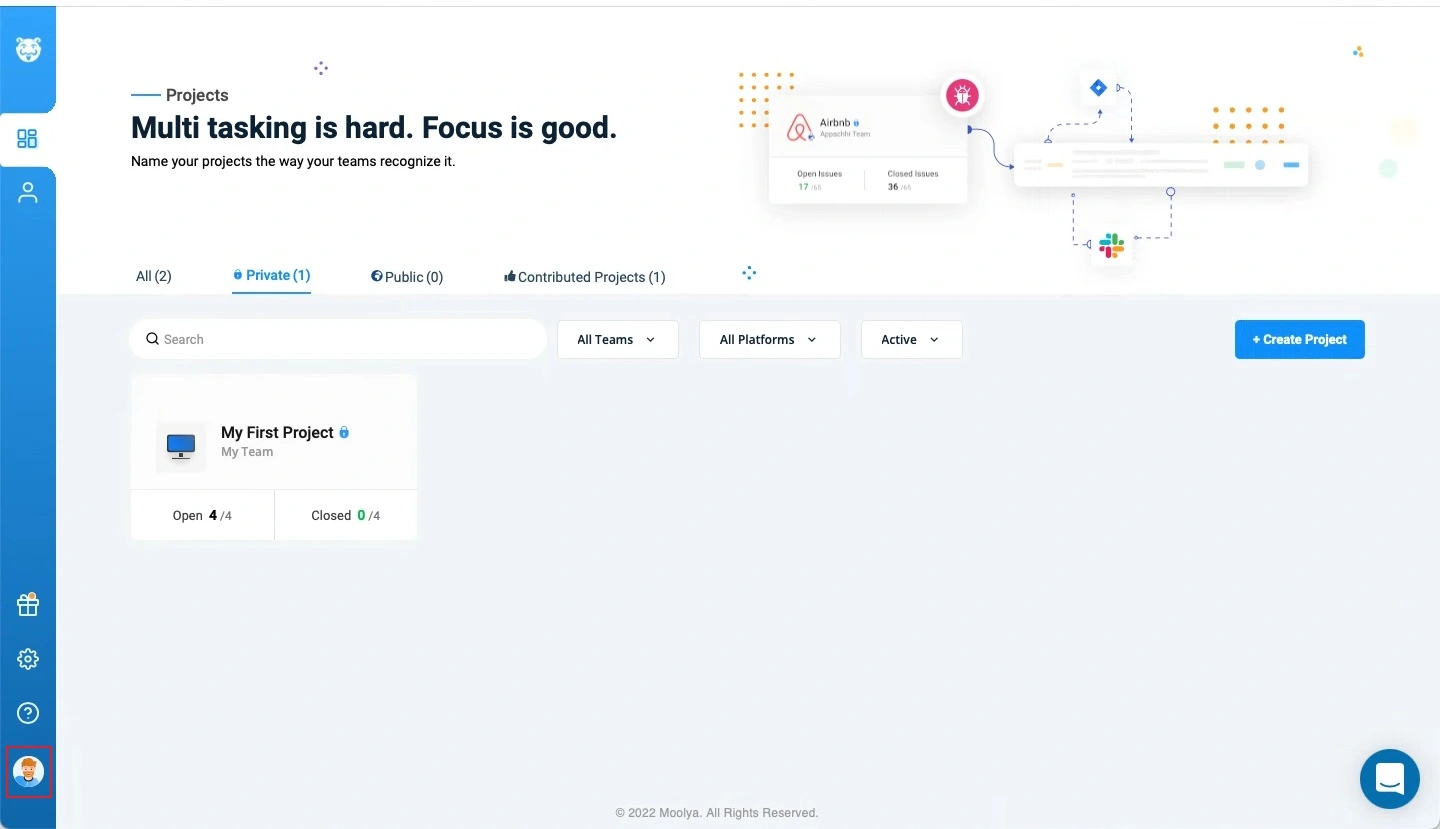 Projects
Multi tasking is hard. Focus is good.
Name your projects the way your teams recognize it.
Airbnb
Appachhi Team
Open Issues
17 /65
Closed Issues
36 /65
All (2)
Private (1)
Public (0)
Contributed Projects (1)
Search
All Teams
All Platforms
Active
+ Create Project
My First Project
My Team
Open 4 /4
Closed 0 /4
© 2022 Moolya. All Rights Reserved.